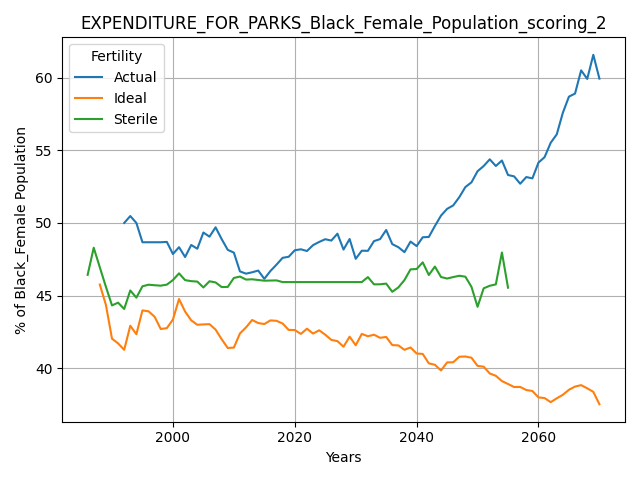 EXPENDITURE_FOR_PARKS_Black_Female_Population_scoring_2
Fertility
Actual
Ideal
Sterile
% of Black_Female Population
60
55
50
45
40
2000
2020
2040
2060
Years